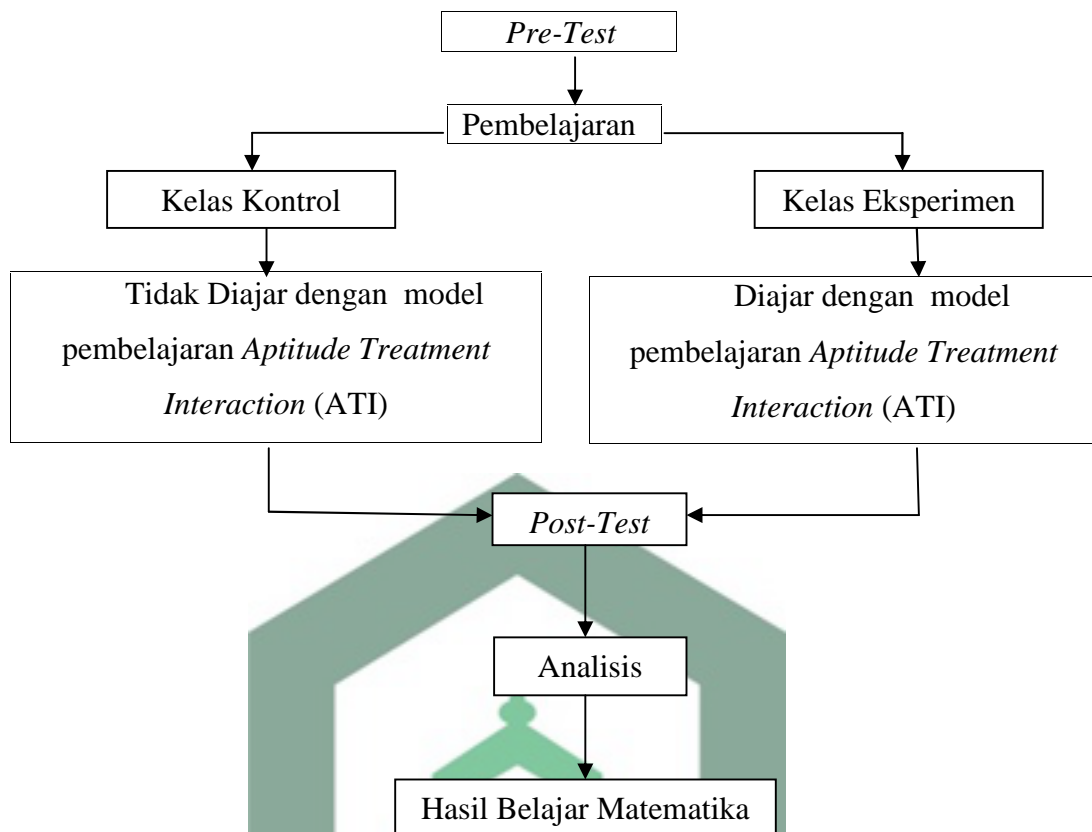 Pre-Test
Pembelajaran
Kelas Kontrol
Kelas Eksperimen
Tidak Diajar dengan model
pembelajaran Aptitude Treatment
Interaction (ATI)
Diajar dengan model
pembelajaran Aptitude Treatment
Interaction (ATI)
Post-Test
Analisis
Hasil Belajar Matematika